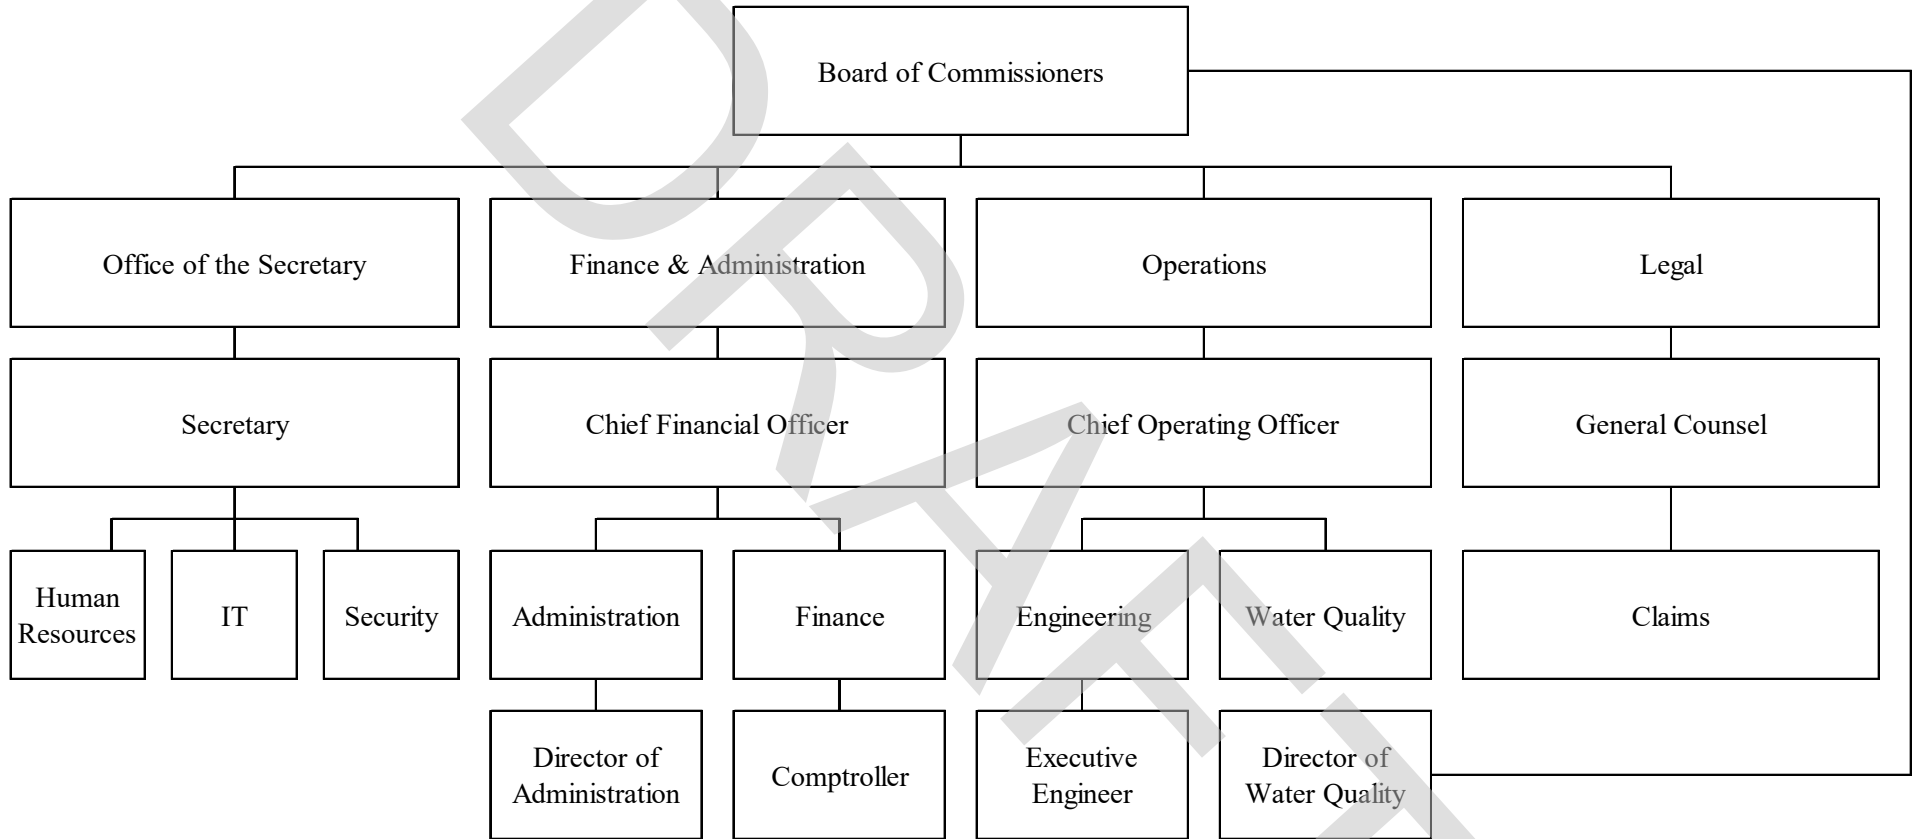 Board of Commissioners
Office of the Secretary
Finance & Administration
Operations
Legal
Secretary
Chief Financial Officer
Chief Operating Officer
General Counsel
Human
Resources
IT
Security
Administration
Finance
Engineering
Water Quality
Claims
Director of
Administration
Comptroller
Executive
Engineer
Director of
Water Quality
DRAFT